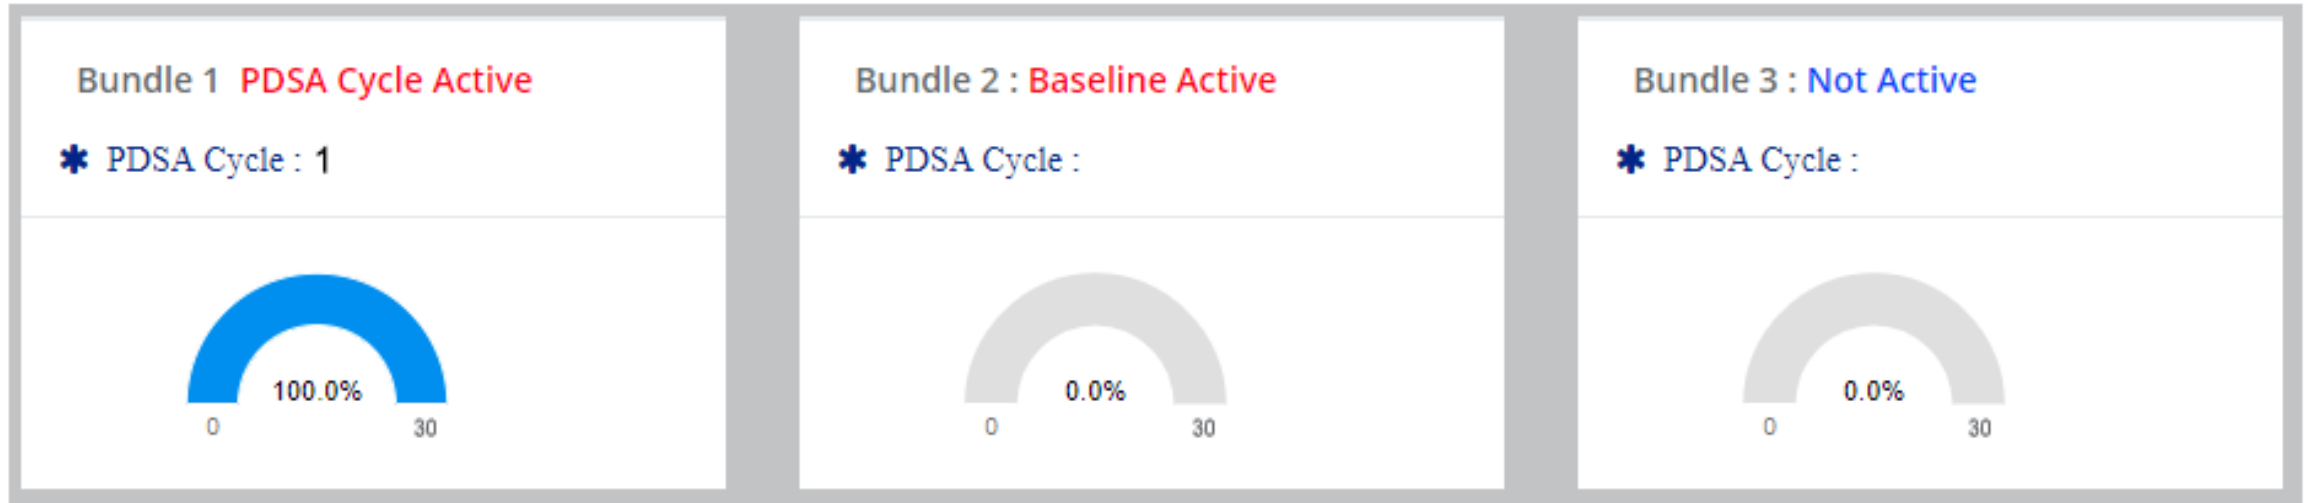 Bundle 1 PDSA Cycle Active
✱ PDSA Cycle : 1
100.0%
0 30
Bundle 2 : Baseline Active
✱ PDSA Cycle :
0.0%
0 30
Bundle 3 : Not Active
✱ PDSA Cycle :
0.0%
0 30